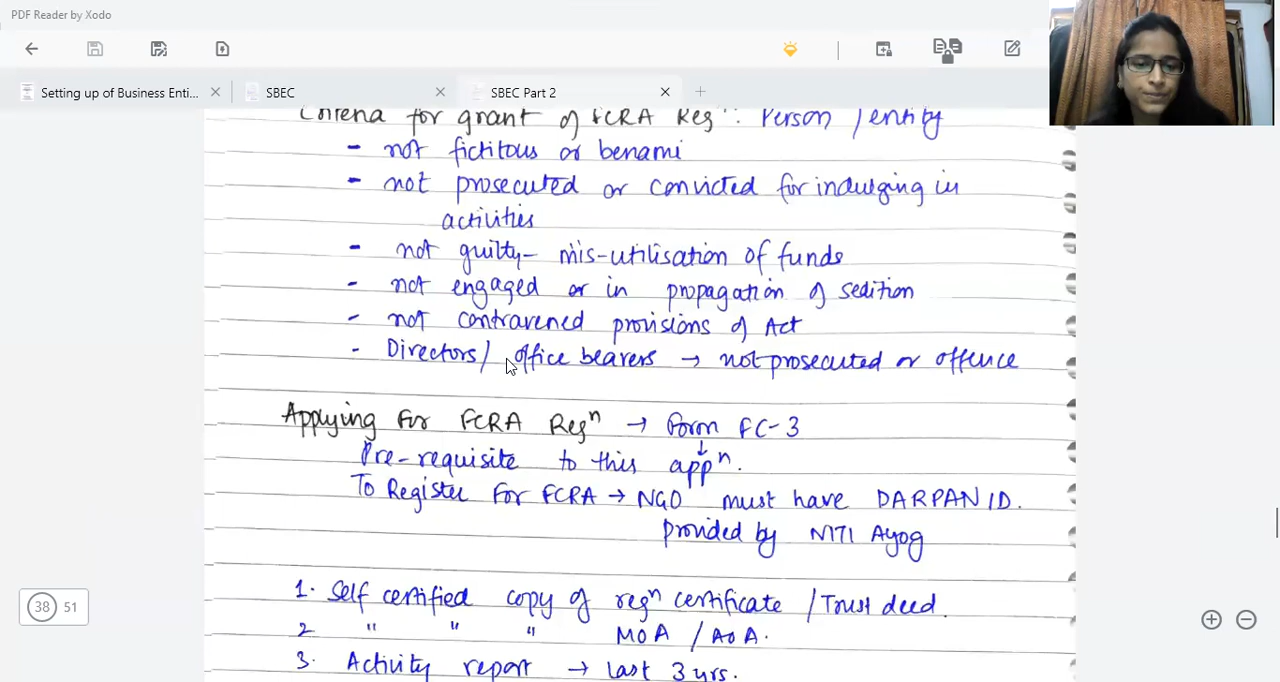 PDF Reader by Xodo
Setting up of Business Enti...
SBEC
SBEC Part 2
Criteria for grant of FCRA Regn: Person / entity
- not fictitous or benami
- not prosecuted or convicted for indulging in
activities
- not guilty - mis-utilisation of funds
- not engaged or in propagation of sedition
- not contravened provisions of Act
- Directors/ office bearers → not prosecuted or offence
Applying for FCRA Regn → Form FC-3
Pre-requisite to this appn.
To Register for FCRA → NGO must have DARPAN ID.
provided by NITI Ayog
1. Self certified copy of regn certificate / Trust deed.
2 " " " MOA / AOA.
3. Activity report → last 3 yrs.
38 51